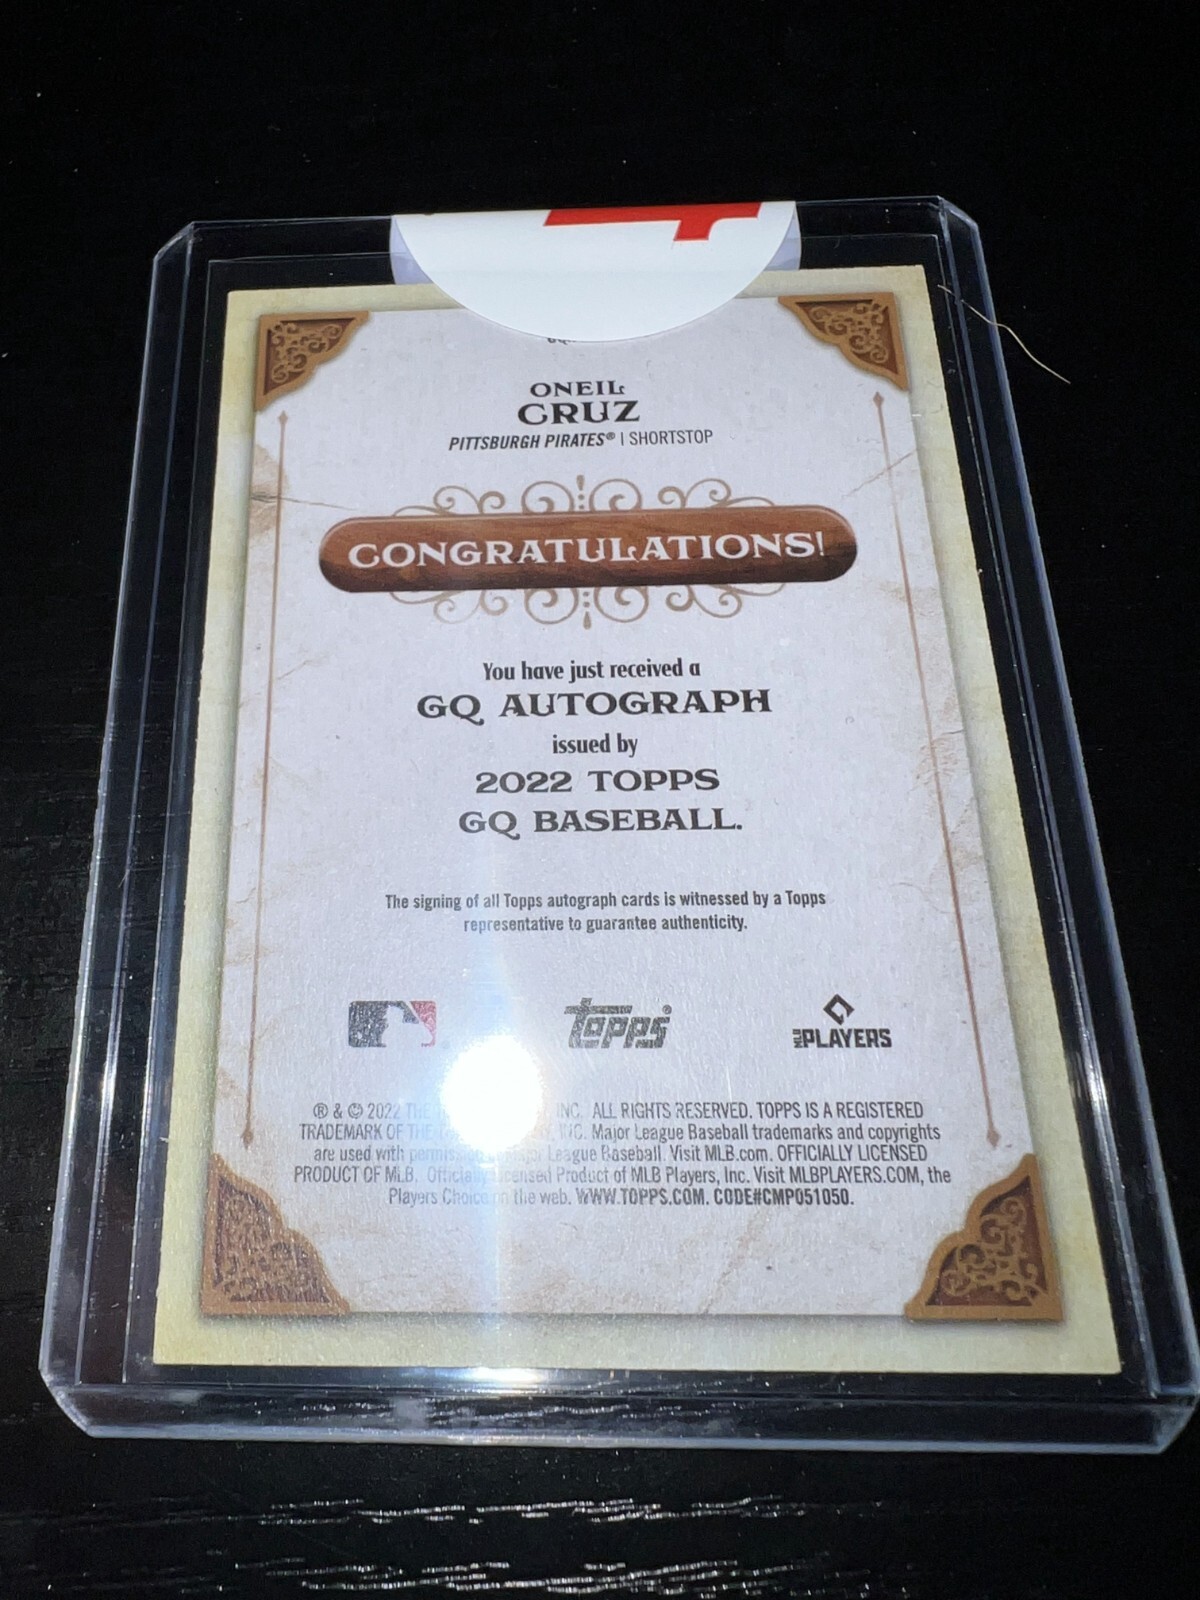 ONEIL
CRUZ
PITTSBURGH PIRATES® | SHORTSTOP
CONGRATULATIONS!
You have just received a
GQ AUTOGRAPH
issued by
2022 TOPPS
GQ BASEBALL.
The signing of all Topps autograph cards is witnessed by a Topps
representative to guarantee authenticity.
topps®
MLB PLAYERS
® & © 2022 THE INC. ALL RIGHTS RESERVED. TOPPS IS A REGISTERED
TRADEMARK OF THE INC. Major League Baseball trademarks and copyrights
are used with permission Major League Baseball. Visit MLB.com. OFFICIALLY LICENSED
PRODUCT OF MLB. Officially Licensed Product of MLB Players, Inc. Visit MLBPLAYERS.COM, the
Players Choice on the web. WWW.TOPPS.COM. CODE#CMP051050.